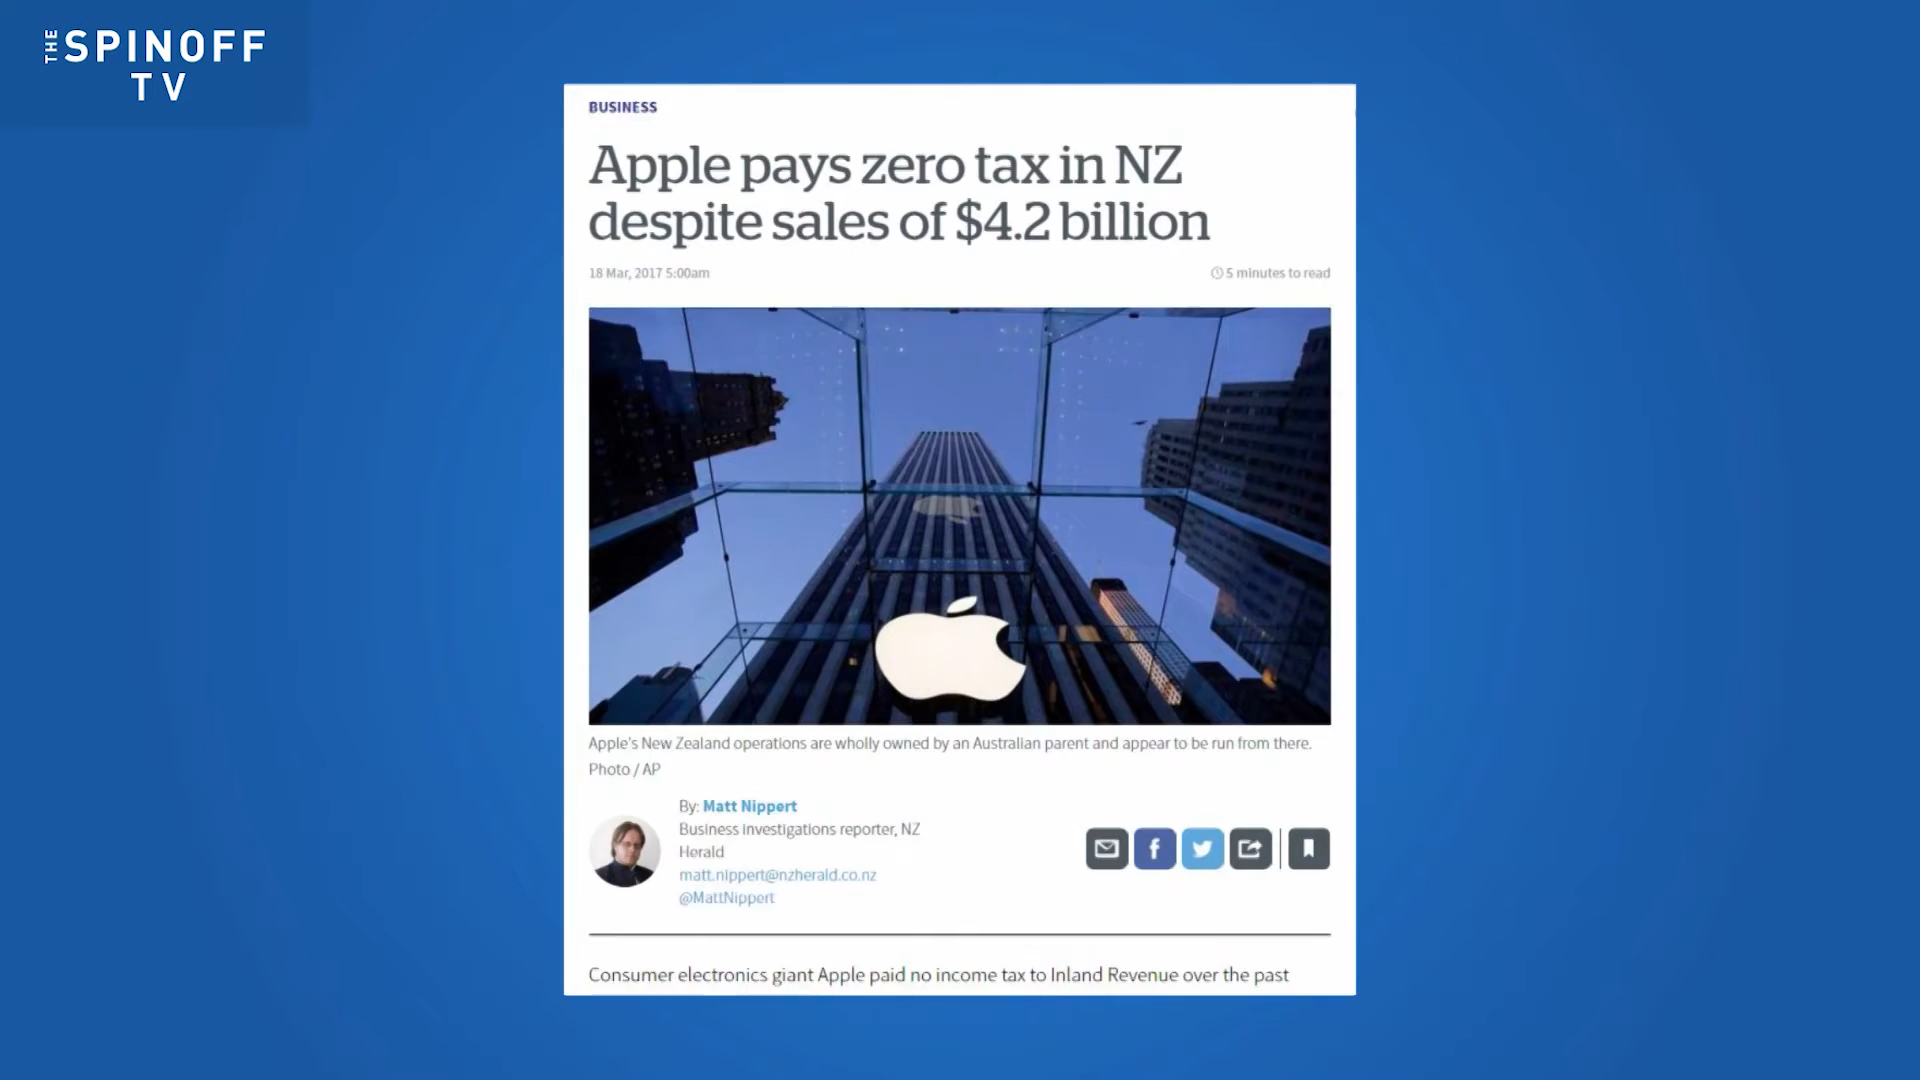 THE SPINOFF
TV
BUSINESS
Apple pays zero tax in NZ
despite sales of $4.2 billion
18 Mar, 2017 5:00am
5 minutes to read
Apple's New Zealand operations are wholly owned by an Australian parent and appear to be run from there.
Photo / AP
By: Matt Nippert
Business investigations reporter, NZ
Herald
matt.nippert@nzherald.co.nz
@MattNippert
Consumer electronics giant Apple paid no income tax to Inland Revenue over the past